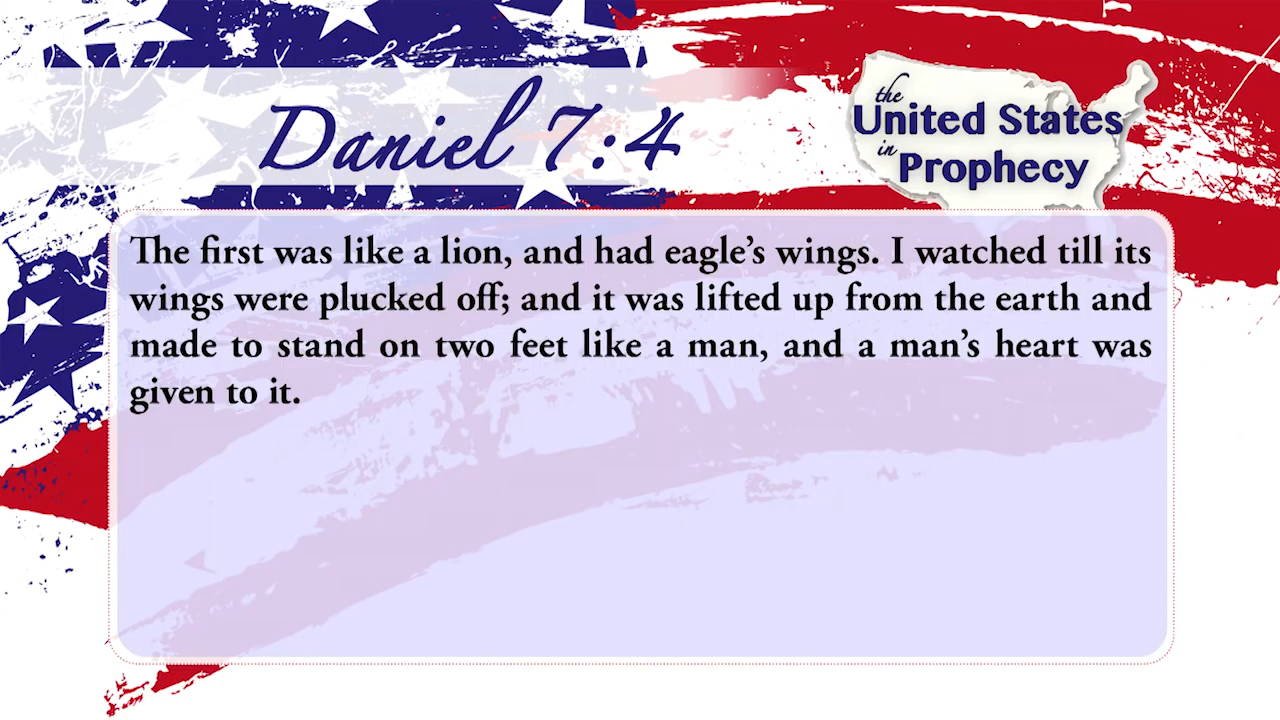 Daniel 7:4
the
United States
in
Prophecy
The first was like a lion, and had eagle's wings. I watched till its
wings were plucked off; and it was lifted up from the earth and
made to stand on two feet like a man, and a man's heart was
given to it.